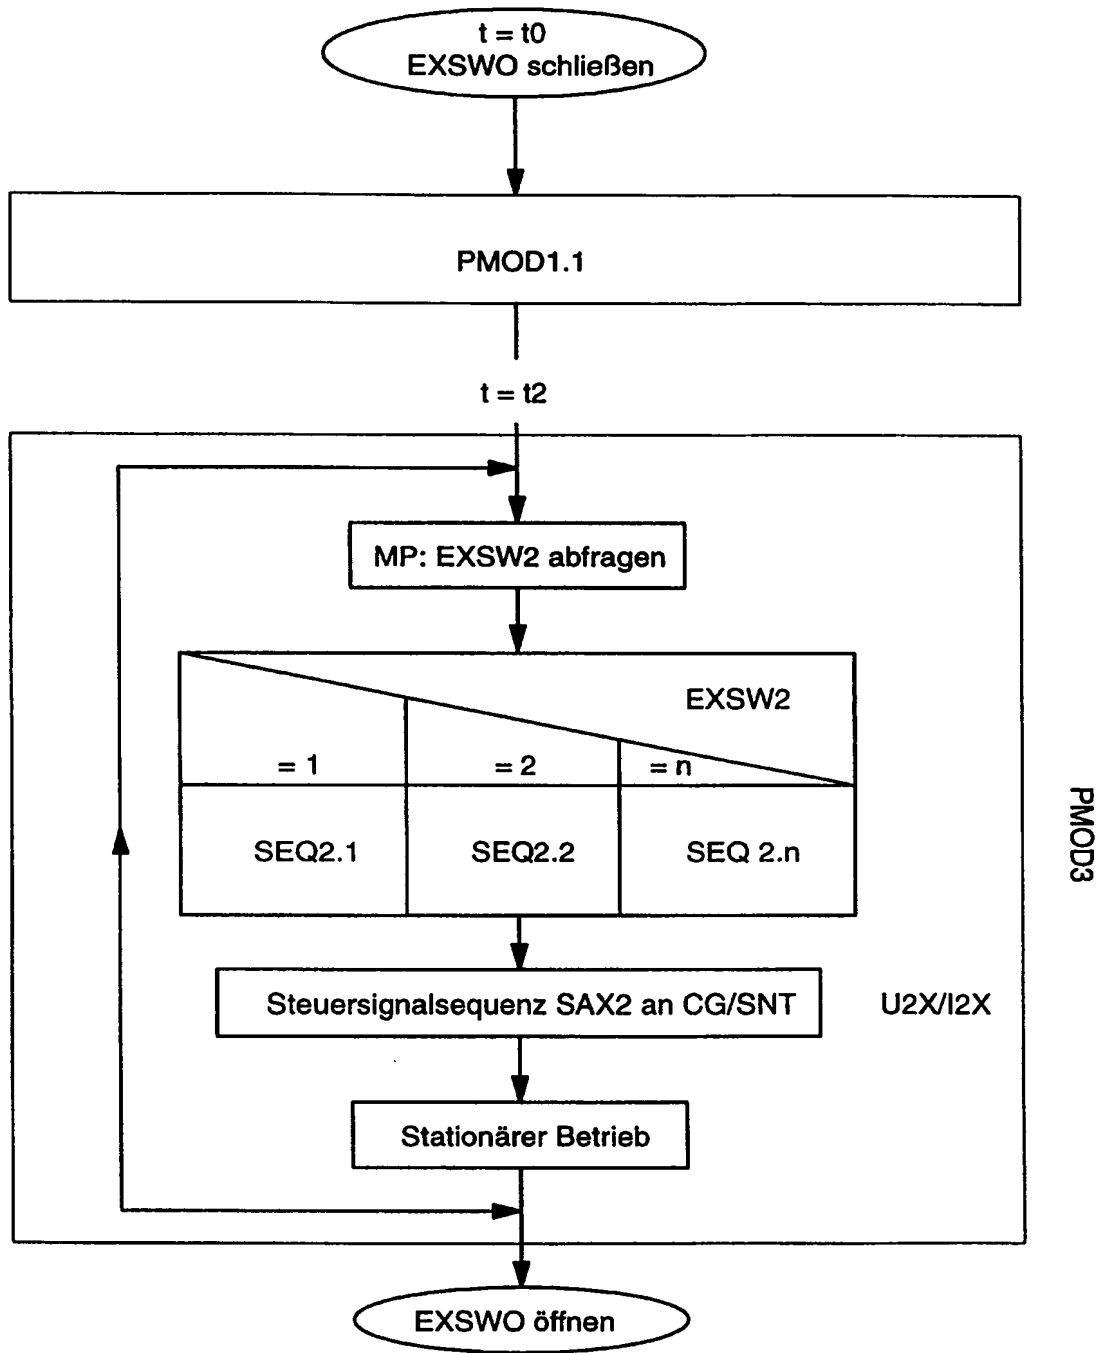 t = t0
EXSWO schließen
PMOD1.1
t = t2
MP: EXSW2 abfragen
EXSW2
= 1
= 2
= n
SEQ2.1
SEQ2.2
SEQ 2.n
PMOD3
Steuersignalsequenz SAX2 an CG/SNT
U2X/I2X
Stationärer Betrieb
EXSWO öffnen